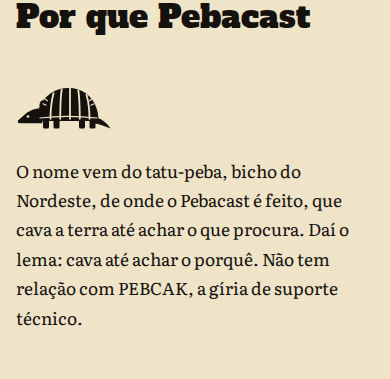 Por que Pebacast
O nome vem do tatu-peba, bicho do
Nordeste, de onde o Pebacast é feito, que
cava a terra até achar o que procura. Daí o
lema: cava até achar o porquê. Não tem
relação com PEBCAK, a gíria de suporte
técnico.